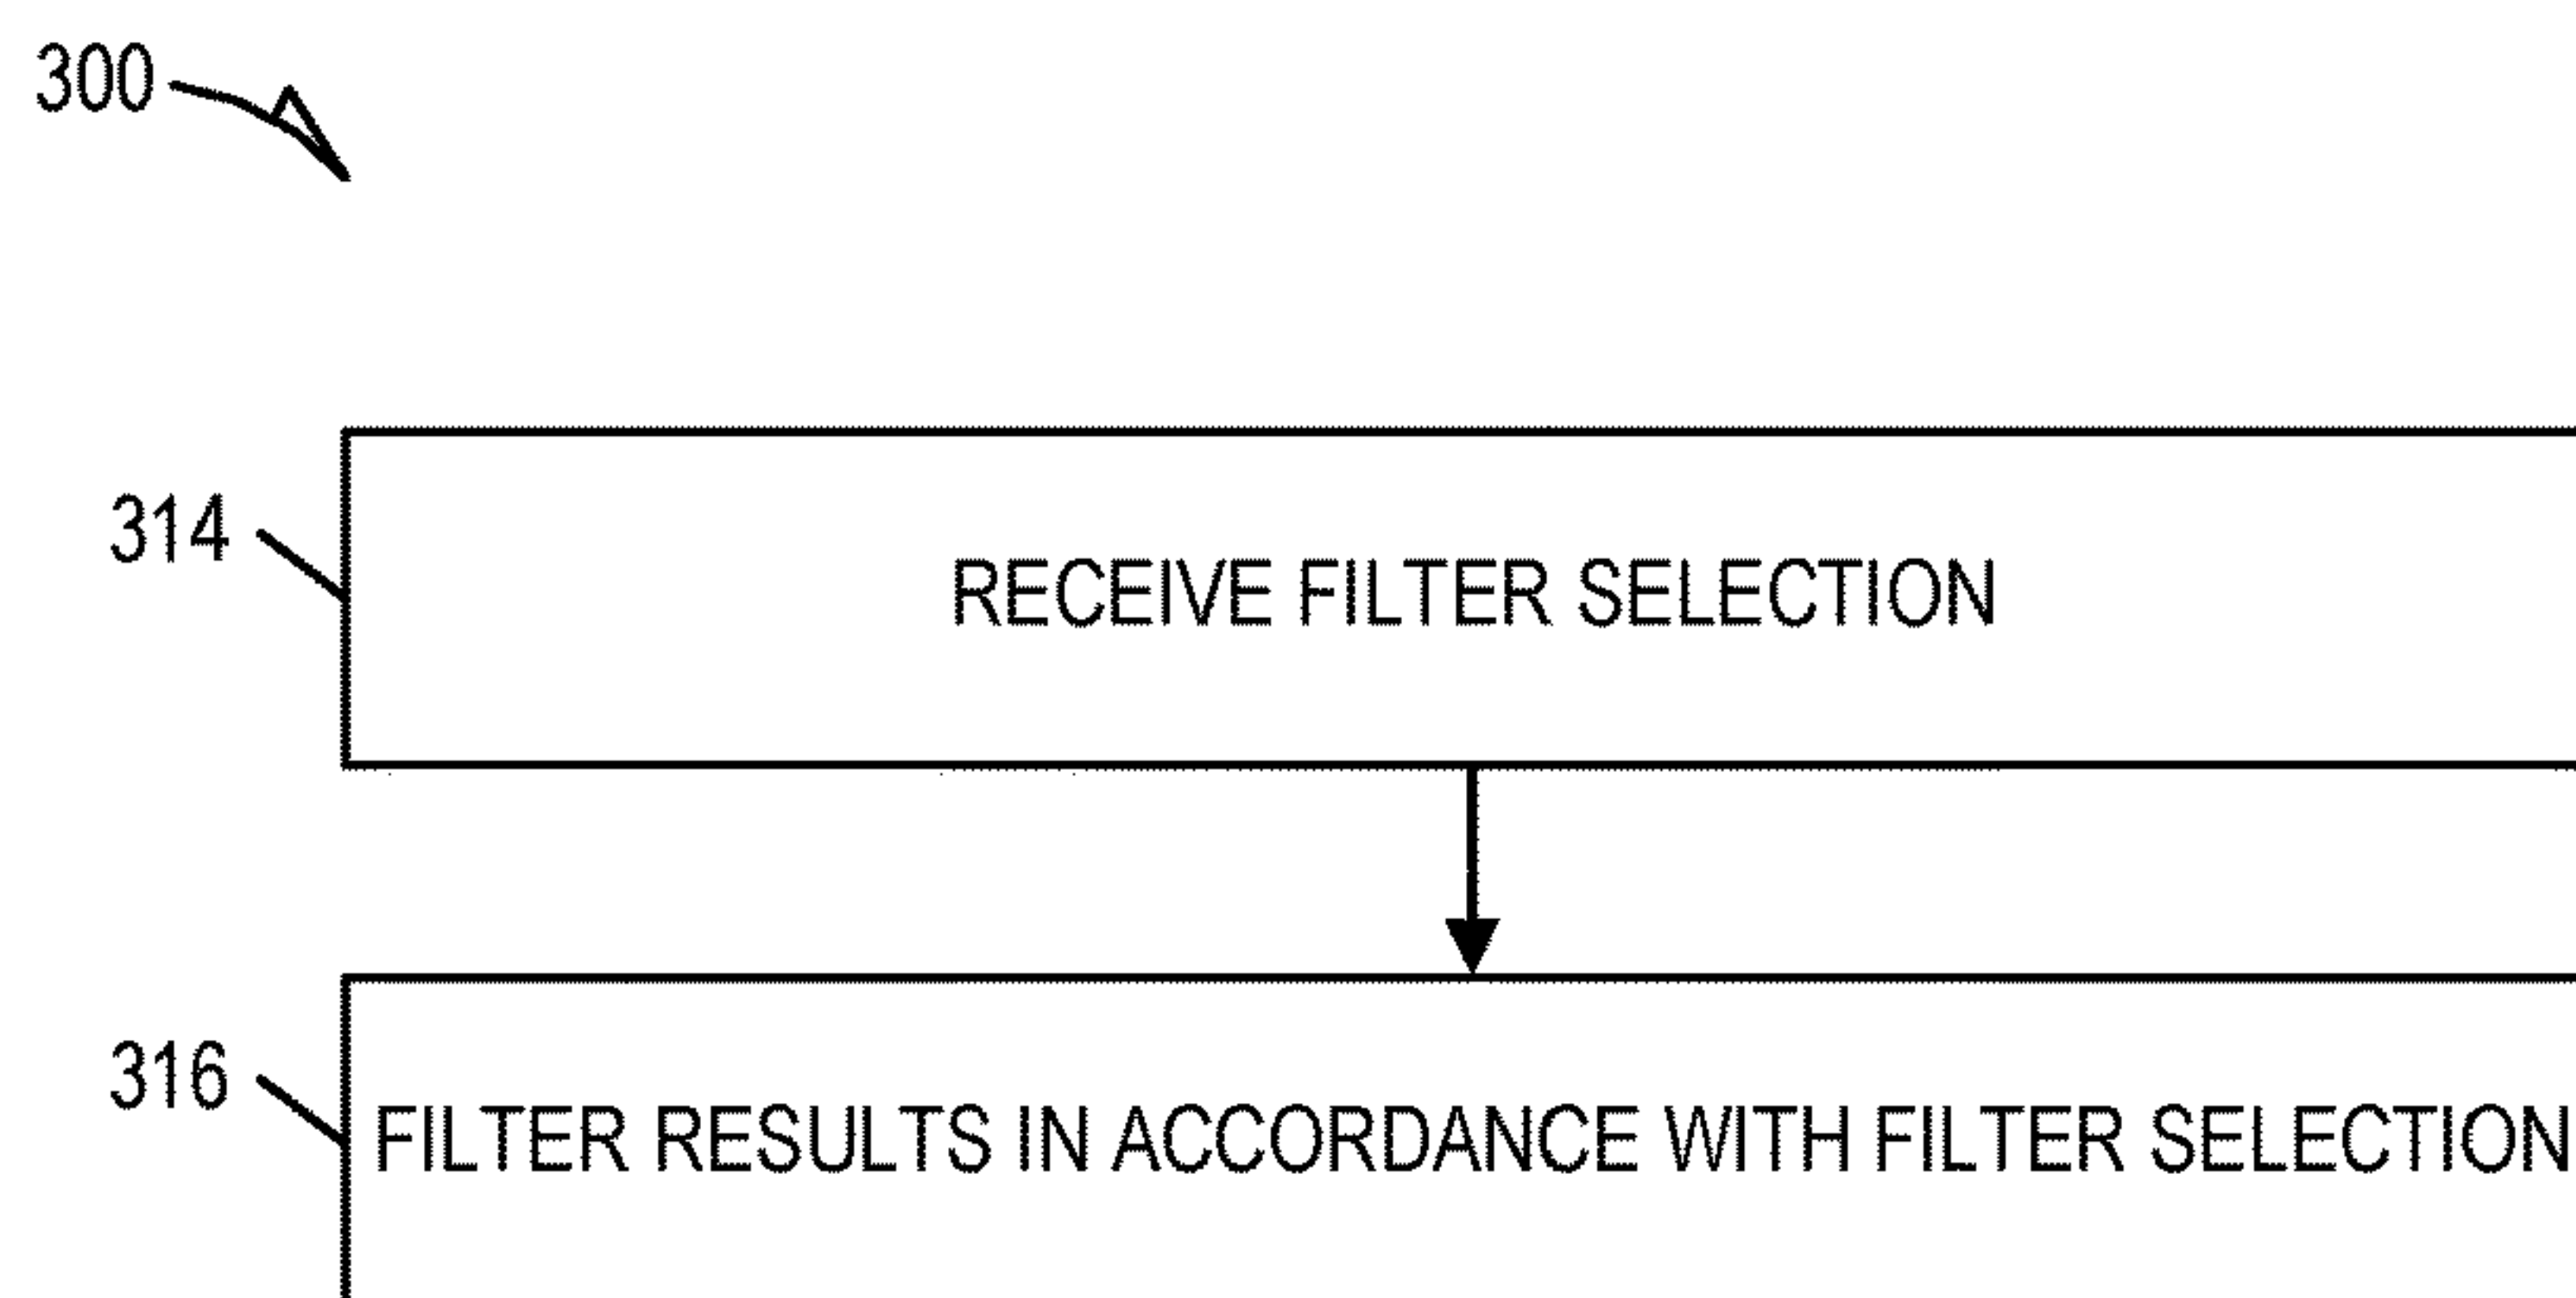 300
314
RECEIVE FILTER SELECTION
316
FILTER RESULTS IN ACCORDANCE WITH FILTER SELECTION